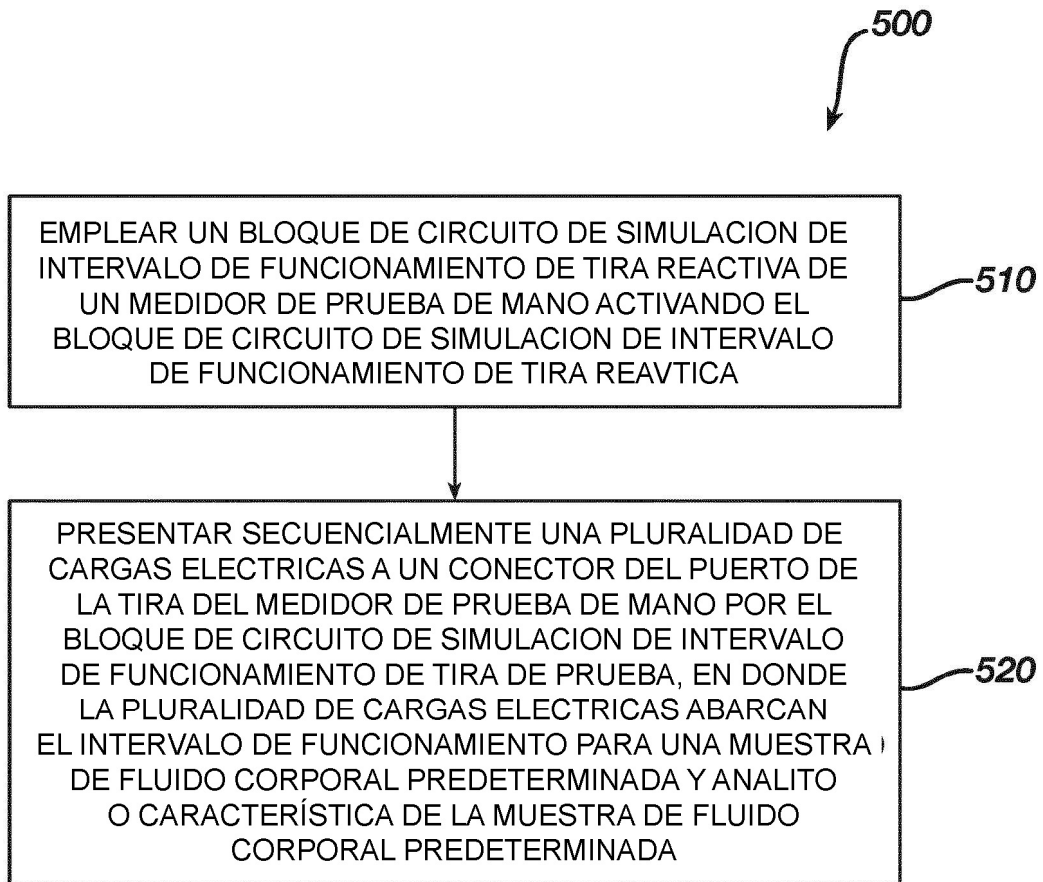 500
EMPLEAR UN BLOQUE DE CIRCUITO DE SIMULACION DE
INTERVALO DE FUNCIONAMIENTO DE TIRA REACTIVA DE
UN MEDIDOR DE PRUEBA DE MANO ACTIVANDO EL
BLOQUE DE CIRCUITO DE SIMULACION DE INTERVALO
DE FUNCIONAMIENTO DE TIRA REAVTICA
510
PRESENTAR SECUENCIALMENTE UNA PLURALIDAD DE
CARGAS ELECTRICAS A UN CONECTOR DEL PUERTO DE
LA TIRA DEL MEDIDOR DE PRUEBA DE MANO POR EL
BLOQUE DE CIRCUITO DE SIMULACION DE INTERVALO
DE FUNCIONAMIENTO DE TIRA DE PRUEBA, EN DONDE
LA PLURALIDAD DE CARGAS ELECTRICAS ABARCAN
EL INTERVALO DE FUNCIONAMIENTO PARA UNA MUESTRA
DE FLUIDO CORPORAL PREDETERMINADA Y ANALITO
O CARACTERÍSTICA DE LA MUESTRA DE FLUIDO
CORPORAL PREDETERMINADA
520